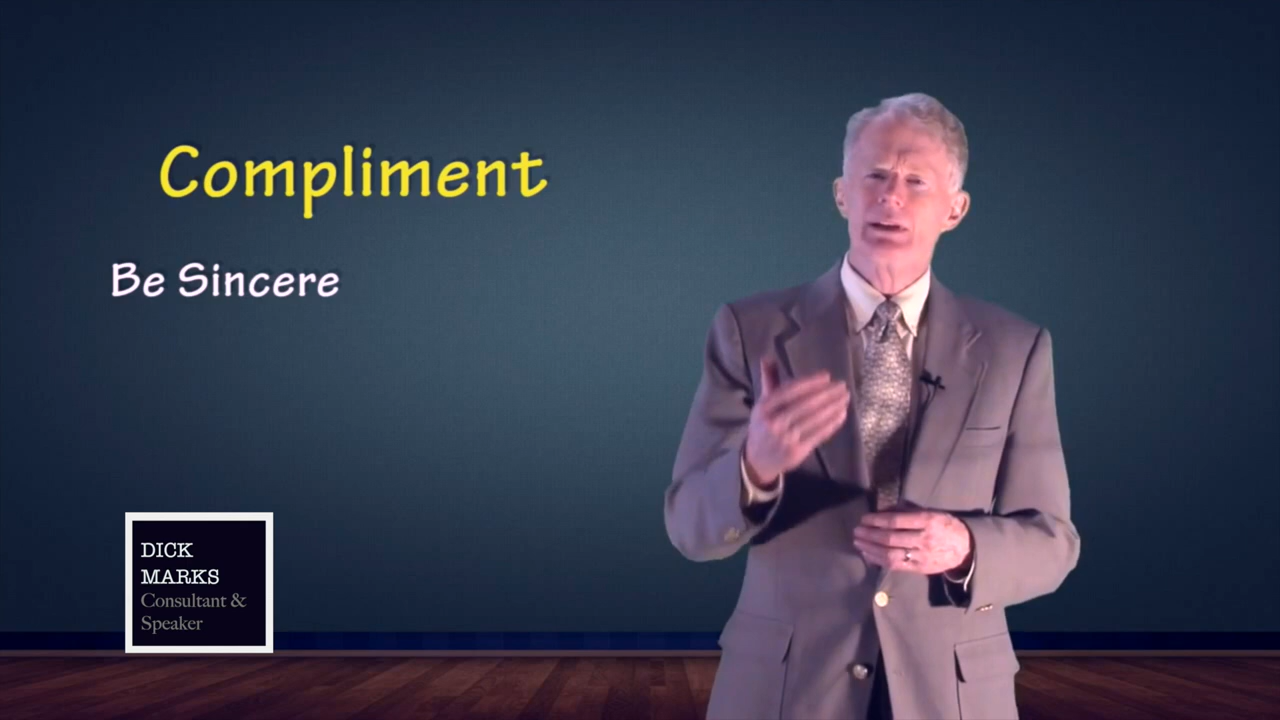 Compliment
Be Sincere
DICK
MARKS
Consultant &
Speaker